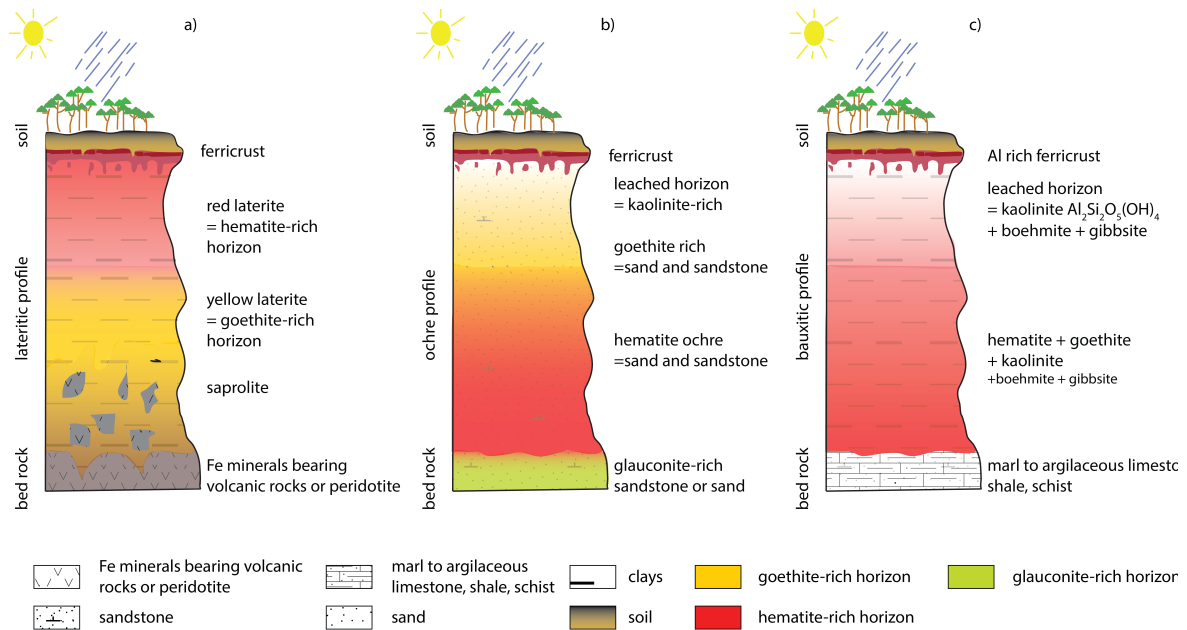 a)
soil
lateritic profile
bed rock
ferricrust
red laterite
= hematite-rich
horizon
yellow laterite
= goethite-rich
horizon
saprolite
Fe minerals bearing
volcanic rocks or peridotite
b)
soil
ochre profile
bed rock
ferricrust
leached horizon
= kaolinite-rich
goethite rich
=sand and sandstone
hematite ochre
=sand and sandstone
glauconite-rich
sandstone or sand
c)
soil
bauxitic profile
bed rock
Al rich ferricrust
leached horizon
= kaolinite Al₂Si₂O₅(OH)₄
+ boehmite + gibbsite
hematite + goethite
+ kaolinite
+boehmite + gibbsite
marl to argilaceous limesto
shale, schist
Fe minerals bearing volcanic
rocks or peridotite
marl to argilaceous
limestone, shale, schist
clays
goethite-rich horizon
glauconite-rich horizon
sandstone
sand
soil
hematite-rich horizon